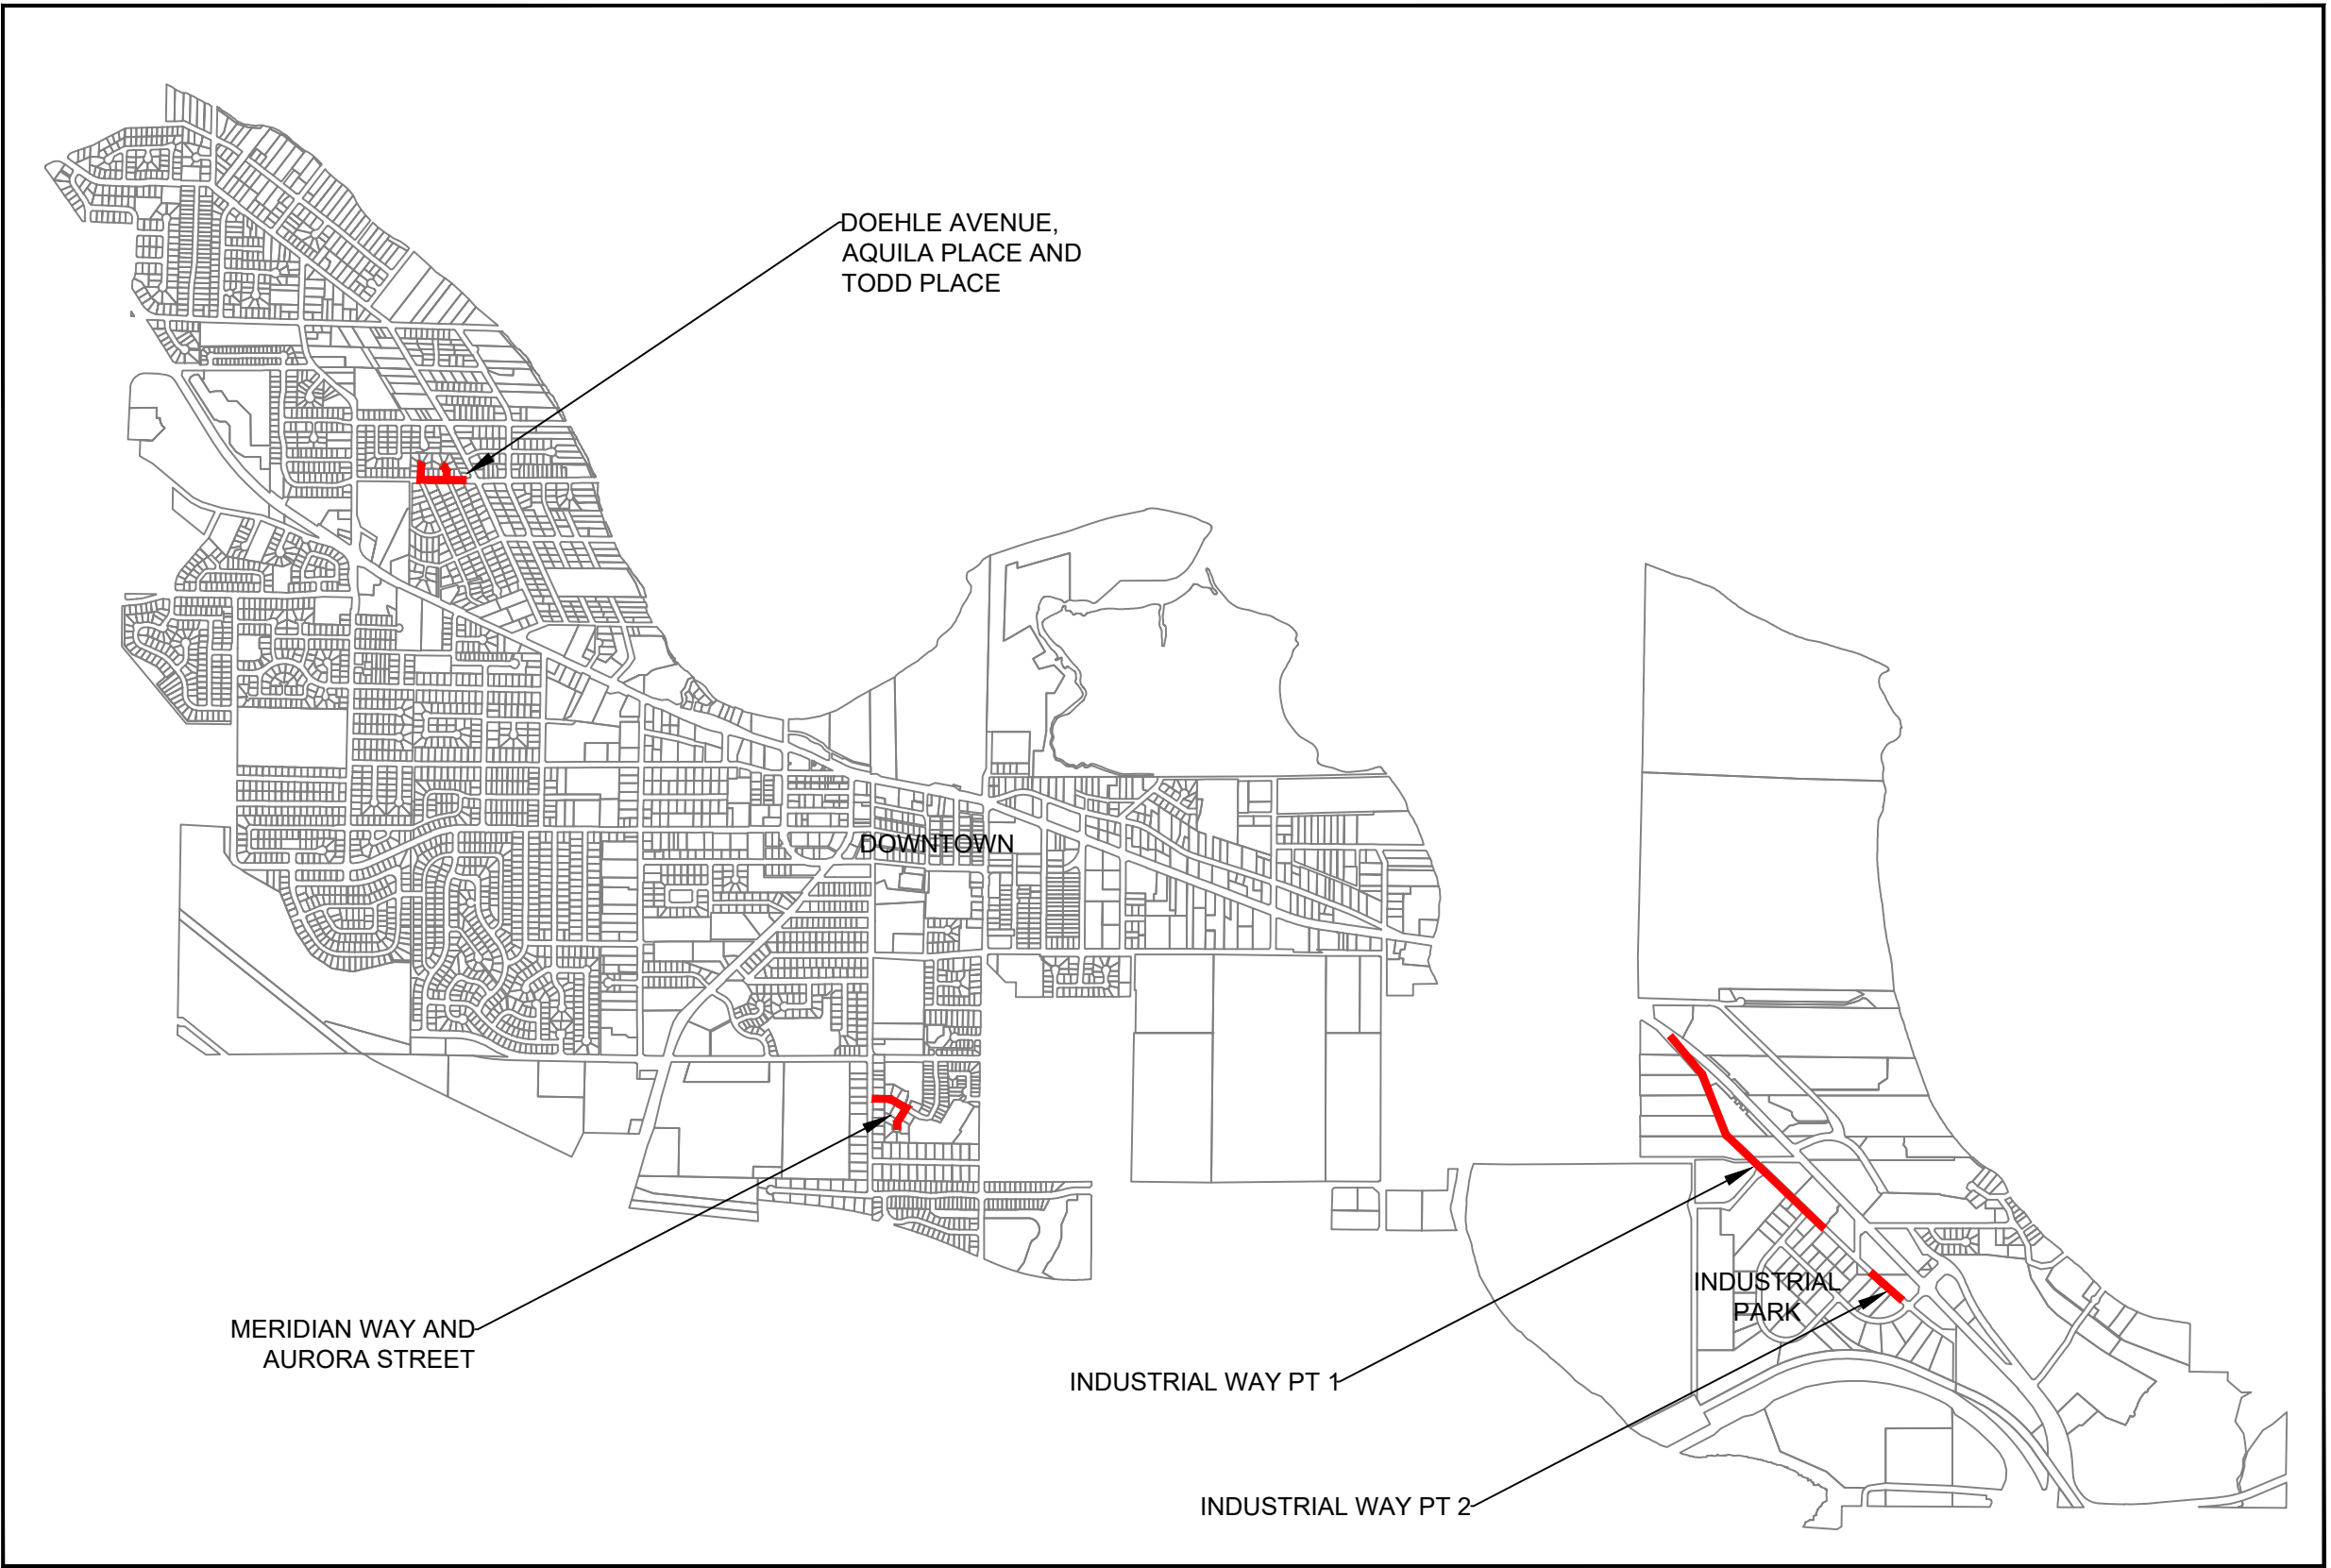 DOEHLE AVENUE,
AQUILA PLACE AND
TODD PLACE
DOWNTOWN
INDUSTRIAL
PARK
MERIDIAN WAY AND
AURORA STREET
INDUSTRIAL WAY PT 1
INDUSTRIAL WAY PT 2